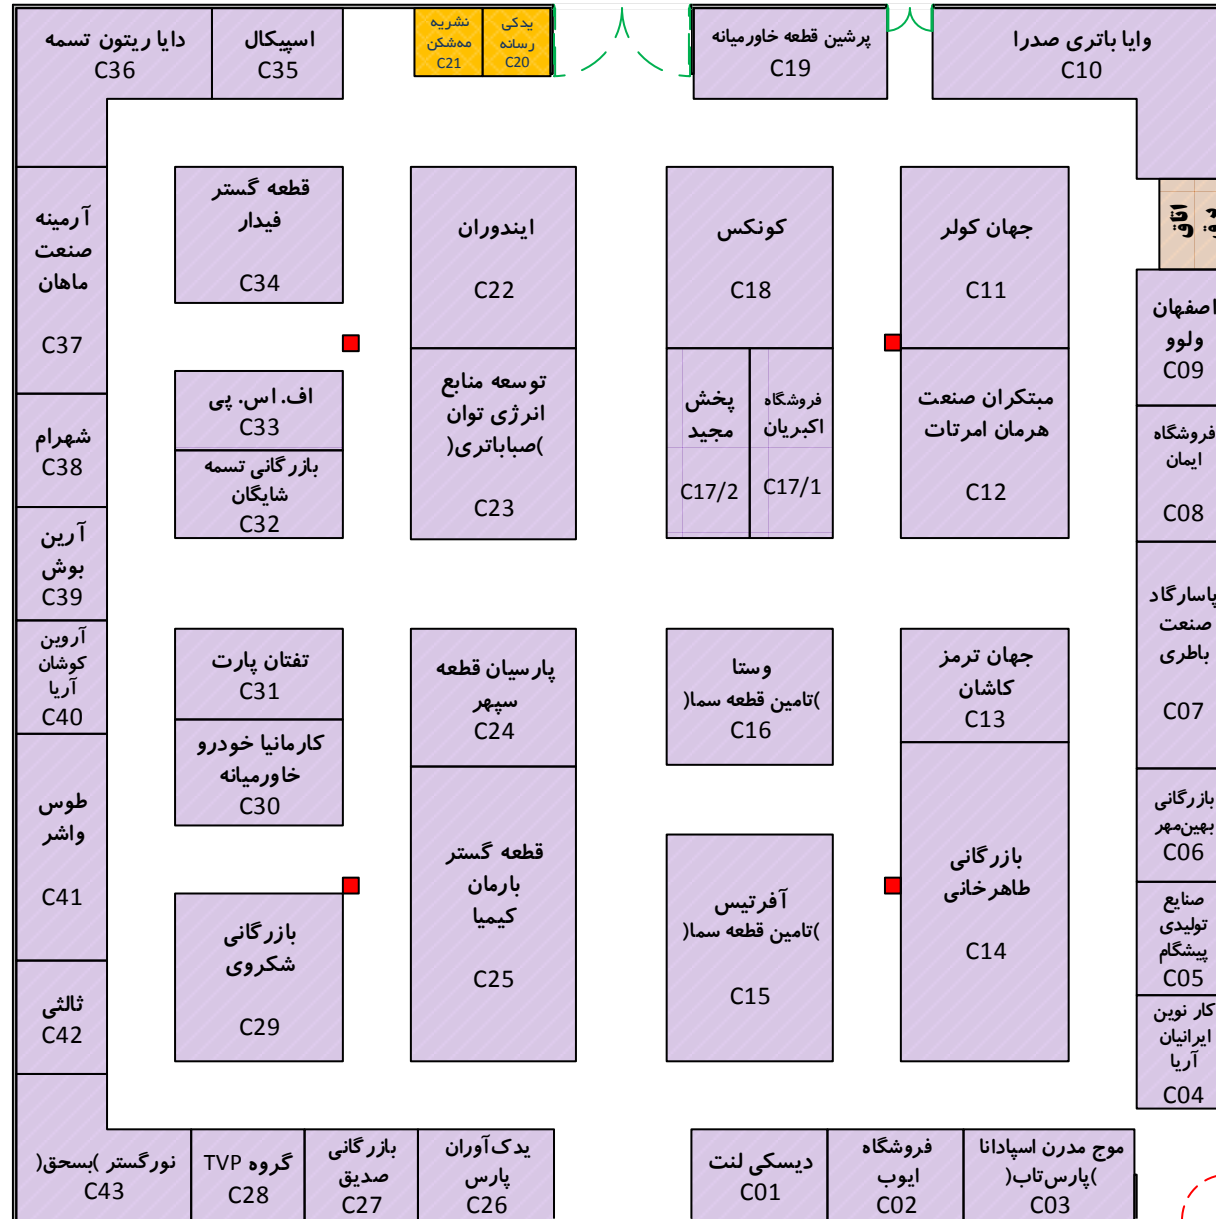 دایا ریتون تسمه
C36
اسپیکال
C35
نشریه
مه‌شکن
C21
یدکی
رسانه
C20
پرشین قطعه خاورمیانه
C19
وایا باتری صدرا
C10
آرمینه
صنعت
ماهان
C37
قطعه گستر
فیدار
C34
ایندوران
C22
کونکس
C18
جهان کولر
C11
اتاق
اصفهان
ولوو
C09
شهرام
C38
اف. اس. پی
C33
بازرگانی تسمه
شایگان
C32
توسعه منابع
انرژی توان
)صباباتری(
C23
پخش
مجید
C17/2
فروشگاه
اکبریان
C17/1
مبتکران صنعت
هرمان امرتات
C12
فروشگاه
ایمان
C08
آرین
بوش
C39
آروین
کوشان
آریا
C40
تفتان پارت
C31
کارمانیا خودرو
خاورمیانه
C30
پارسیان قطعه
سپهر
C24
وستا
)تامین قطعه سما(
C16
جهان ترمز
کاشان
C13
پاسارگاد
صنعت
باطری
C07
طوس
واشر
C41
قطعه گستر
بارمان
کیمیا
C25
آفرتیس
)تامین قطعه سما(
C15
بازرگانی
طاهرخانی
C14
بازرگانی
بهین‌مهر
C06
صنایع
تولیدی
پیشگام
C05
بازرگانی
شکروی
C29
ثالثی
C42
کار نوین
ایرانیان
آریا
C04
نورگستر )بسحق(
C43
گروه TVP
C28
بازرگانی
صدیق
C27
یدک‌آوران
پارس
C26
دیسکی لنت
C01
فروشگاه
ایوب
C02
موج مدرن اسپادانا
)پارس‌تاب(
C03